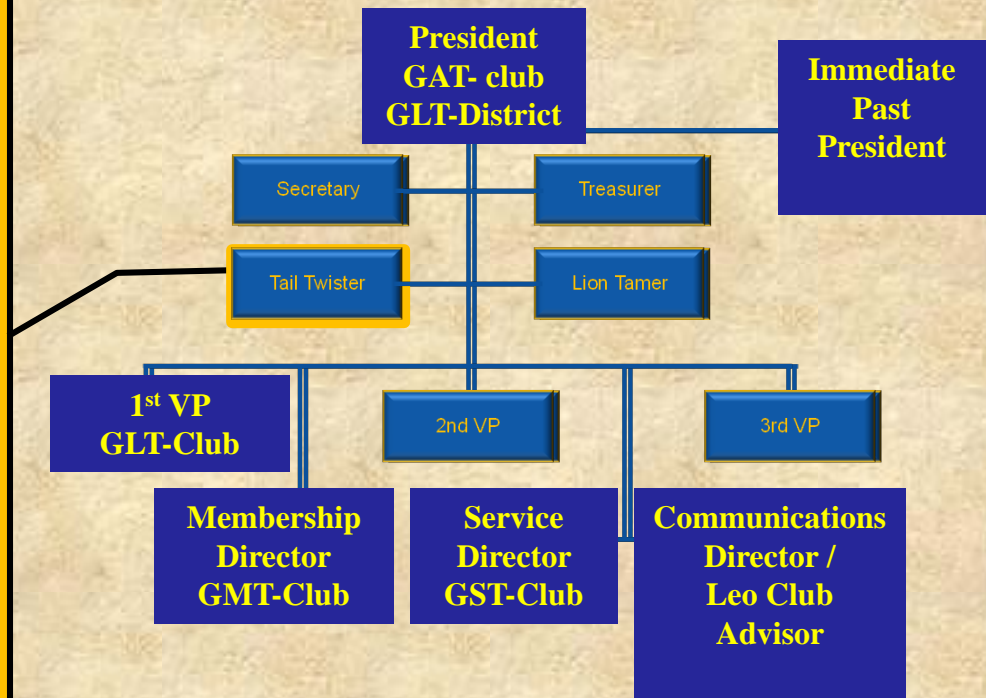 President
GAT- club
GLT-District
Immediate
Past
President
Secretary
Treasurer
Tail Twister
Lion Tamer
1st VP
GLT-Club
2nd VP
3rd VP
Membership
Director
GMT-Club
Service
Director
GST-Club
Communications
Director /
Leo Club
Advisor